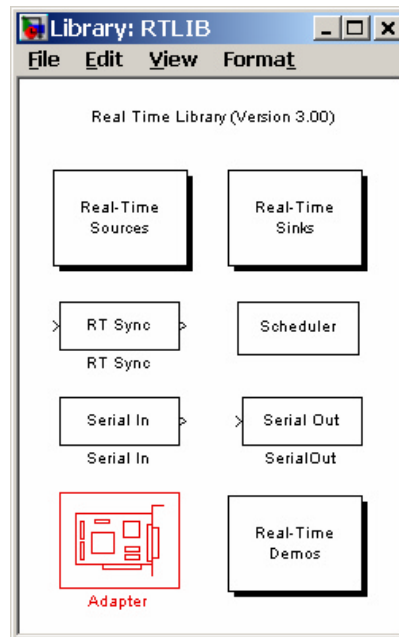 Library: RTLIB
File Edit View Format
Real Time Library (Version 3.00)
Real-Time
Sources
Real-Time
Sinks
RT Sync
RT Sync
Scheduler
Serial In
Serial In
Serial Out
SerialOut
Adapter
Real-Time
Demos